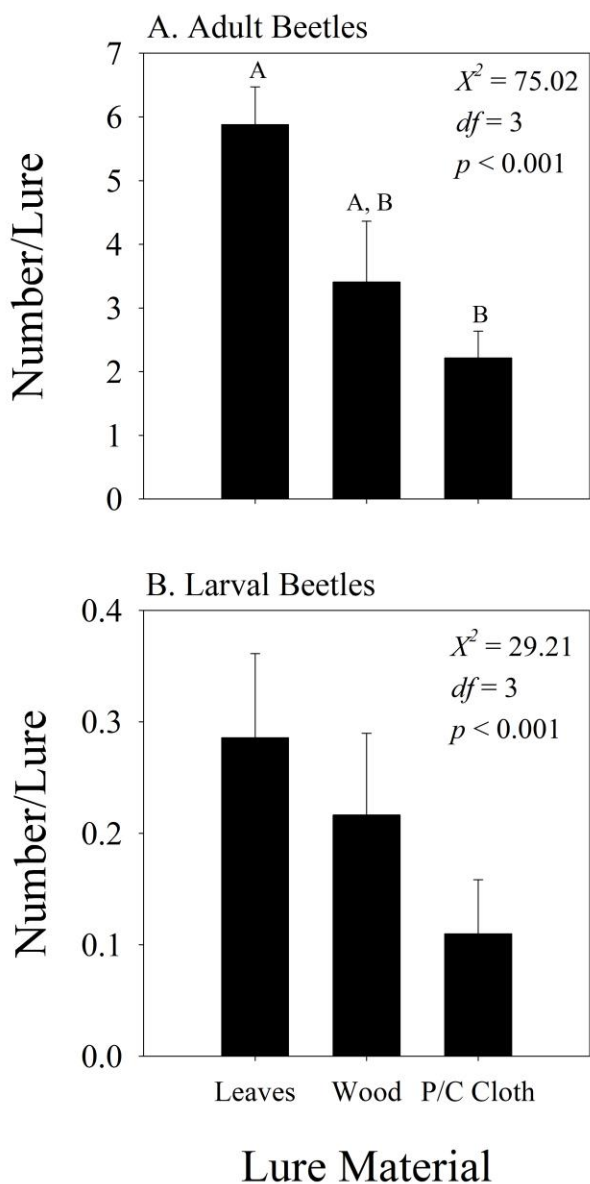 A. Adult Beetles
Number/Lure
7
6
5
4
3
2
1
0
A
A, B
B
X² = 75.02
df = 3
p < 0.001
B. Larval Beetles
Number/Lure
0.4
0.3
0.2
0.1
0.0
X² = 29.21
df = 3
p < 0.001
Leaves Wood P/C Cloth
Lure Material